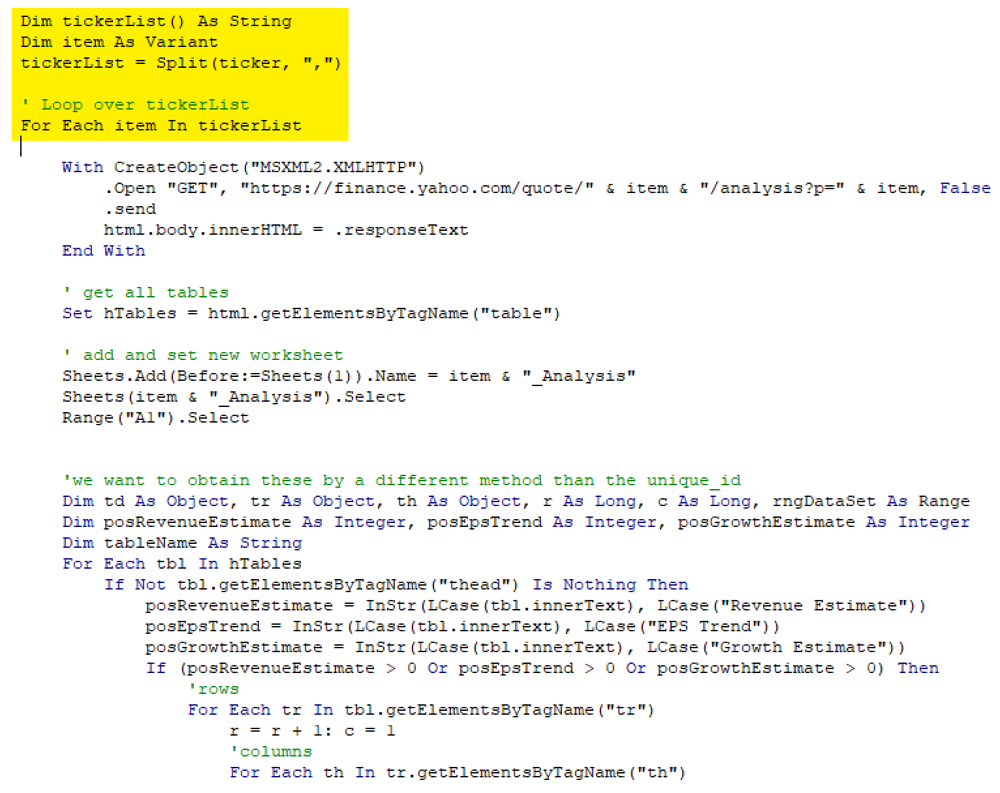 Dim tickerList() As String
Dim item As Variant
tickerList = Split(ticker, ",")
' Loop over tickerList
For Each item In tickerList
With CreateObject("MSXML2.XMLHTTP")
.Open "GET", "https://finance.yahoo.com/quote/" & item & "/analysis?p=" & item, False
.send
html.body.innerHTML = .responseText
End With
' get all tables
Set hTables = html.getElementsByTagName("table")
' add and set new worksheet
Sheets.Add(Before:=Sheets(1)).Name = item & "_Analysis"
Sheets(item & "_Analysis").Select
Range("A1").Select
'we want to obtain these by a different method than the unique_id
Dim td As Object, tr As Object, th As Object, r As Long, c As Long, rngDataSet As Range
Dim posRevenueEstimate As Integer, posEpsTrend As Integer, posGrowthEstimate As Integer
Dim tableName As String
For Each tbl In hTables
If Not tbl.getElementsByTagName("thead") Is Nothing Then
posRevenueEstimate = InStr(LCase(tbl.innerText), LCase("Revenue Estimate"))
posEpsTrend = InStr(LCase(tbl.innerText), LCase("EPS Trend"))
posGrowthEstimate = InStr(LCase(tbl.innerText), LCase("Growth Estimate"))
If (posRevenueEstimate > 0 Or posEpsTrend > 0 Or posGrowthEstimate > 0) Then
'rows
For Each tr In tbl.getElementsByTagName("tr")
r = r + 1: c = 1
'columns
For Each th In tr.getElementsByTagName("th")